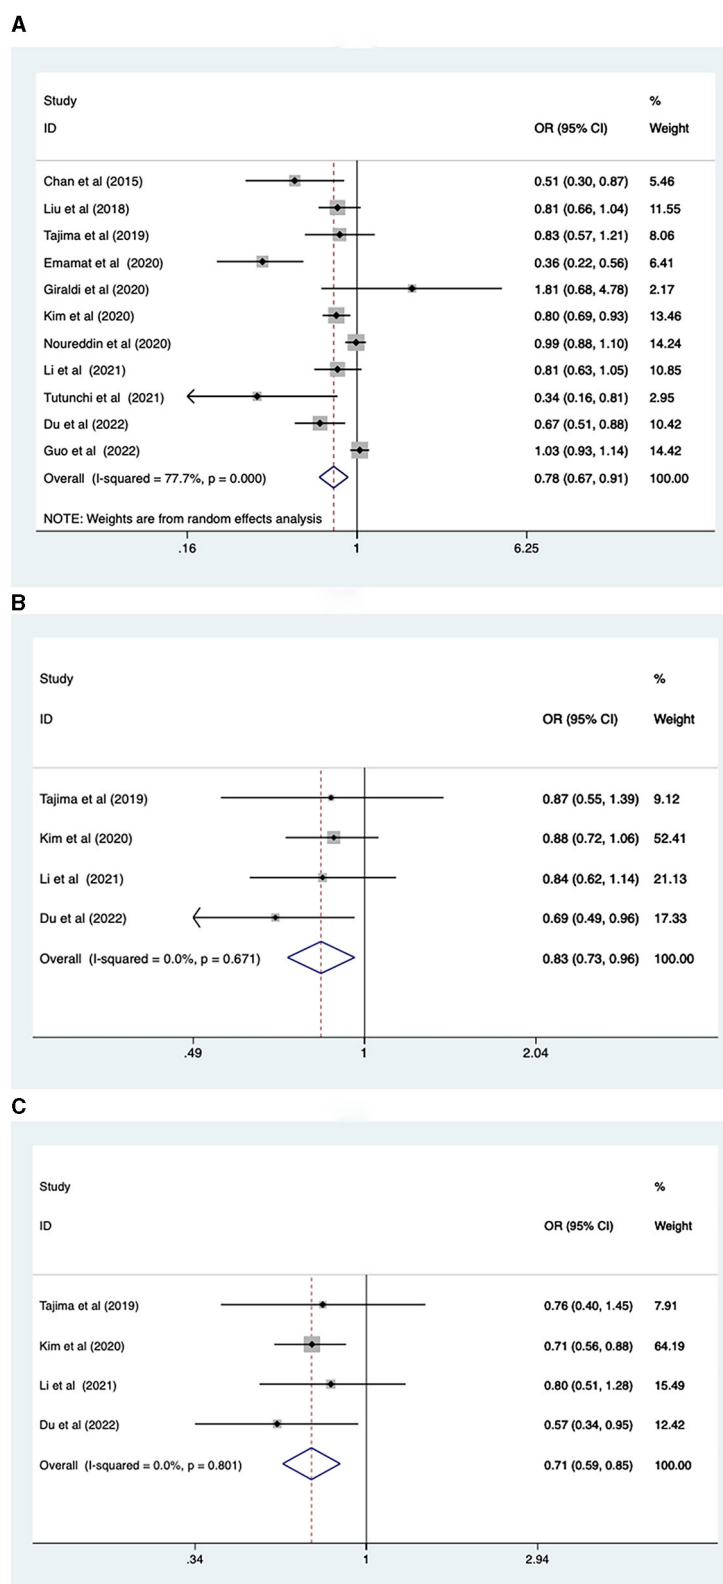 A
Study %
ID OR (95% CI) Weight
Chan et al (2015) 0.51 (0.30, 0.87) 5.46
Liu et al (2018) 0.81 (0.66, 1.04) 11.55
Tajima et al (2019) 0.83 (0.57, 1.21) 8.06
Emamat et al (2020) 0.36 (0.22, 0.56) 6.41
Giraldi et al (2020) 1.81 (0.68, 4.78) 2.17
Kim et al (2020) 0.80 (0.69, 0.93) 13.46
Noureddin et al (2020) 0.99 (0.88, 1.10) 14.24
Li et al (2021) 0.81 (0.63, 1.05) 10.85
Tutunchi et al (2021) 0.34 (0.16, 0.81) 2.95
Du et al (2022) 0.67 (0.51, 0.88) 10.42
Guo et al (2022) 1.03 (0.93, 1.14) 14.42
Overall (I-squared = 77.7%, p = 0.000) 0.78 (0.67, 0.91) 100.00
NOTE: Weights are from random effects analysis
.16 1 6.25
B
Study %
ID OR (95% CI) Weight
Tajima et al (2019) 0.87 (0.55, 1.39) 9.12
Kim et al (2020) 0.88 (0.72, 1.06) 52.41
Li et al (2021) 0.84 (0.62, 1.14) 21.13
Du et al (2022) 0.69 (0.49, 0.96) 17.33
Overall (I-squared = 0.0%, p = 0.671) 0.83 (0.73, 0.96) 100.00
.49 1 2.04
C
Study %
ID OR (95% CI) Weight
Tajima et al (2019) 0.76 (0.40, 1.45) 7.91
Kim et al (2020) 0.71 (0.56, 0.88) 64.19
Li et al (2021) 0.80 (0.51, 1.28) 15.49
Du et al (2022) 0.57 (0.34, 0.95) 12.42
Overall (I-squared = 0.0%, p = 0.801) 0.71 (0.59, 0.85) 100.00
.34 1 2.94